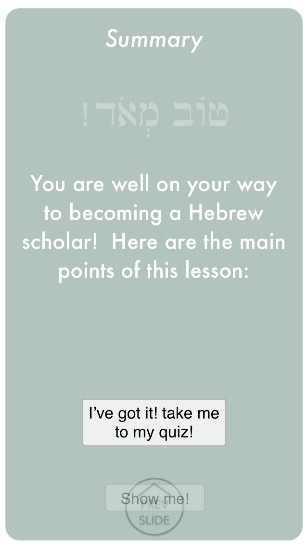 Summary
טוֹב מְאֹד!
You are well on your way
to becoming a Hebrew
scholar!  Here are the main
points of this lesson:
I've got it! take me
to my quiz!
Show me!
PREV
SLIDE